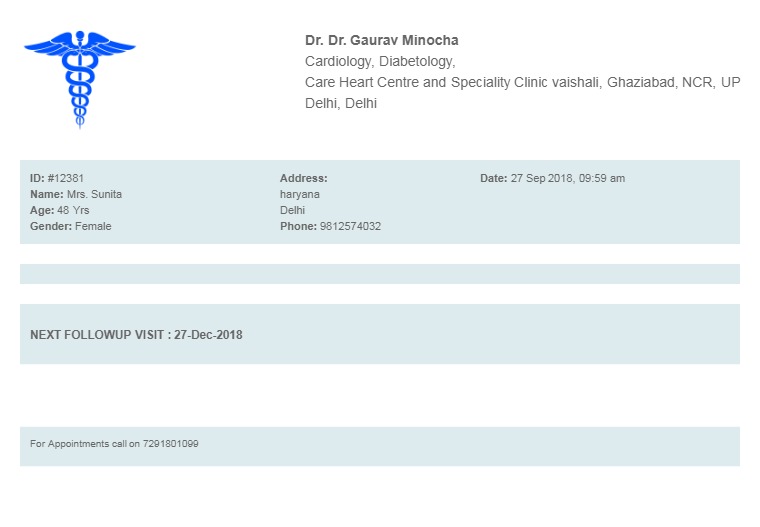 Dr. Dr. Gaurav Minocha
Cardiology, Diabetology,
Care Heart Centre and Speciality Clinic vaishali, Ghaziabad, NCR, UP
Delhi, Delhi
ID: #12381
Name: Mrs. Sunita
Age: 48 Yrs
Gender: Female
Address:
haryana
Delhi
Phone: 9812574032
Date: 27 Sep 2018, 09:59 am
NEXT FOLLOWUP VISIT : 27-Dec-2018
For Appointments call on 7291801099